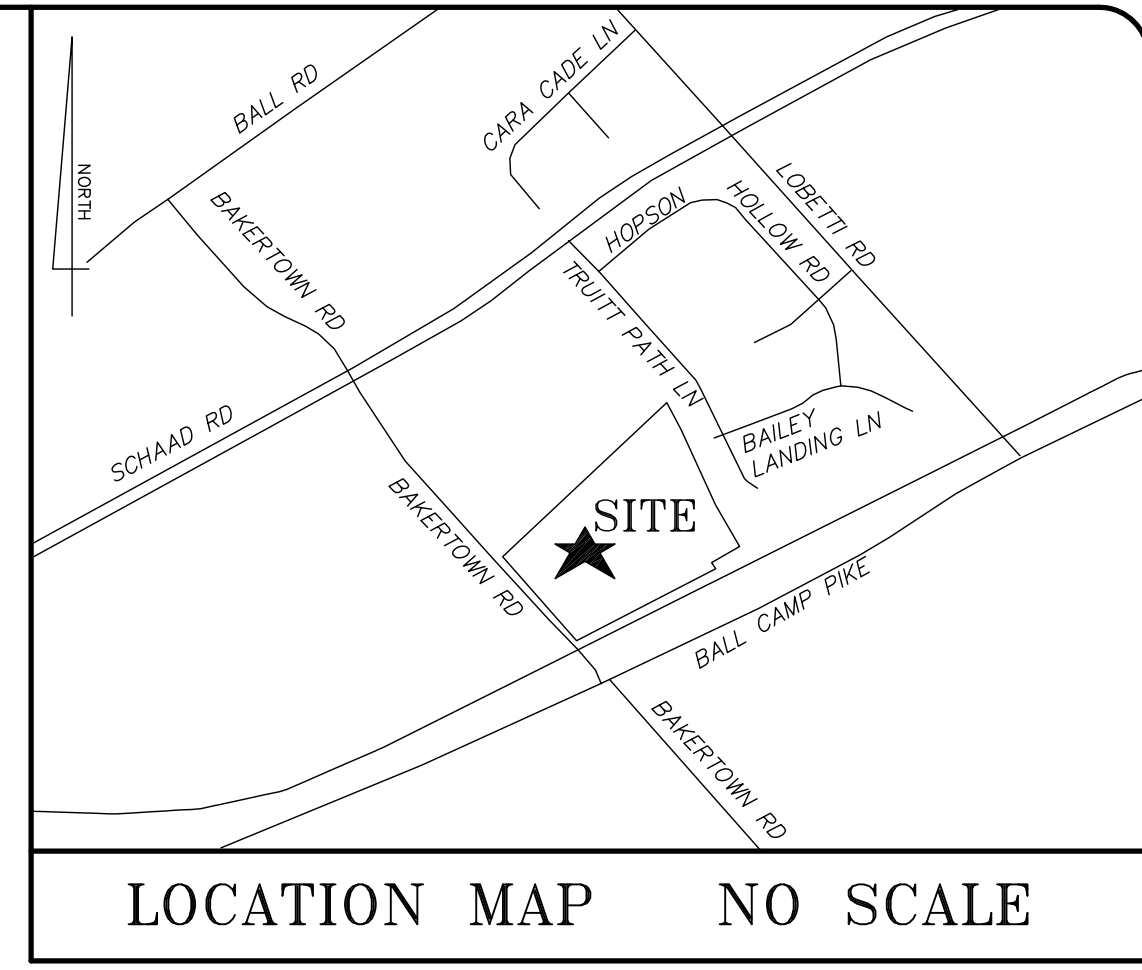 CARA CADE LN
BALL RD
NORTH
LOBETTI RD
HOPSON
HOLLOW RD
BAKERTOWN RD
TRUITT PATH LN
SCHAAD RD
BAILEY
LANDING LN
BAKERTOWN RD
SITE
BALL CAMP PIKE
BAKERTOWN RD
LOCATION MAP NO SCALE